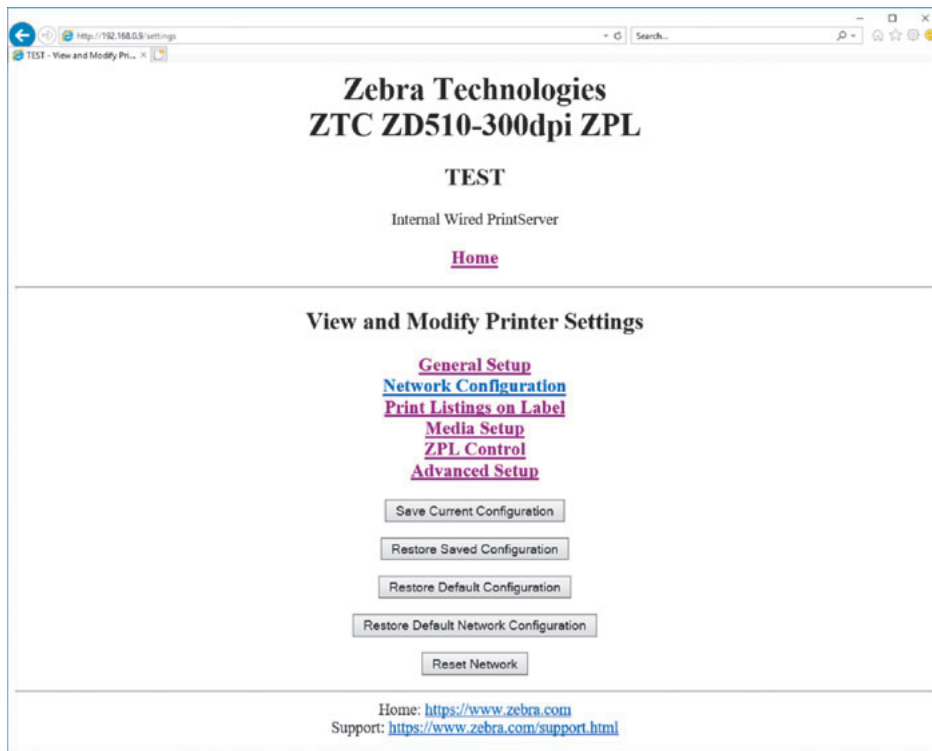 http://192.168.0.9/settings
Search...
TEST - View and Modify Pri...
Zebra Technologies
ZTC ZD510-300dpi ZPL
TEST
Internal Wired PrintServer
Home
View and Modify Printer Settings
General Setup
Network Configuration
Print Listings on Label
Media Setup
ZPL Control
Advanced Setup
Save Current Configuration
Restore Saved Configuration
Restore Default Configuration
Restore Default Network Configuration
Reset Network
Home: https://www.zebra.com
Support: https://www.zebra.com/support.html